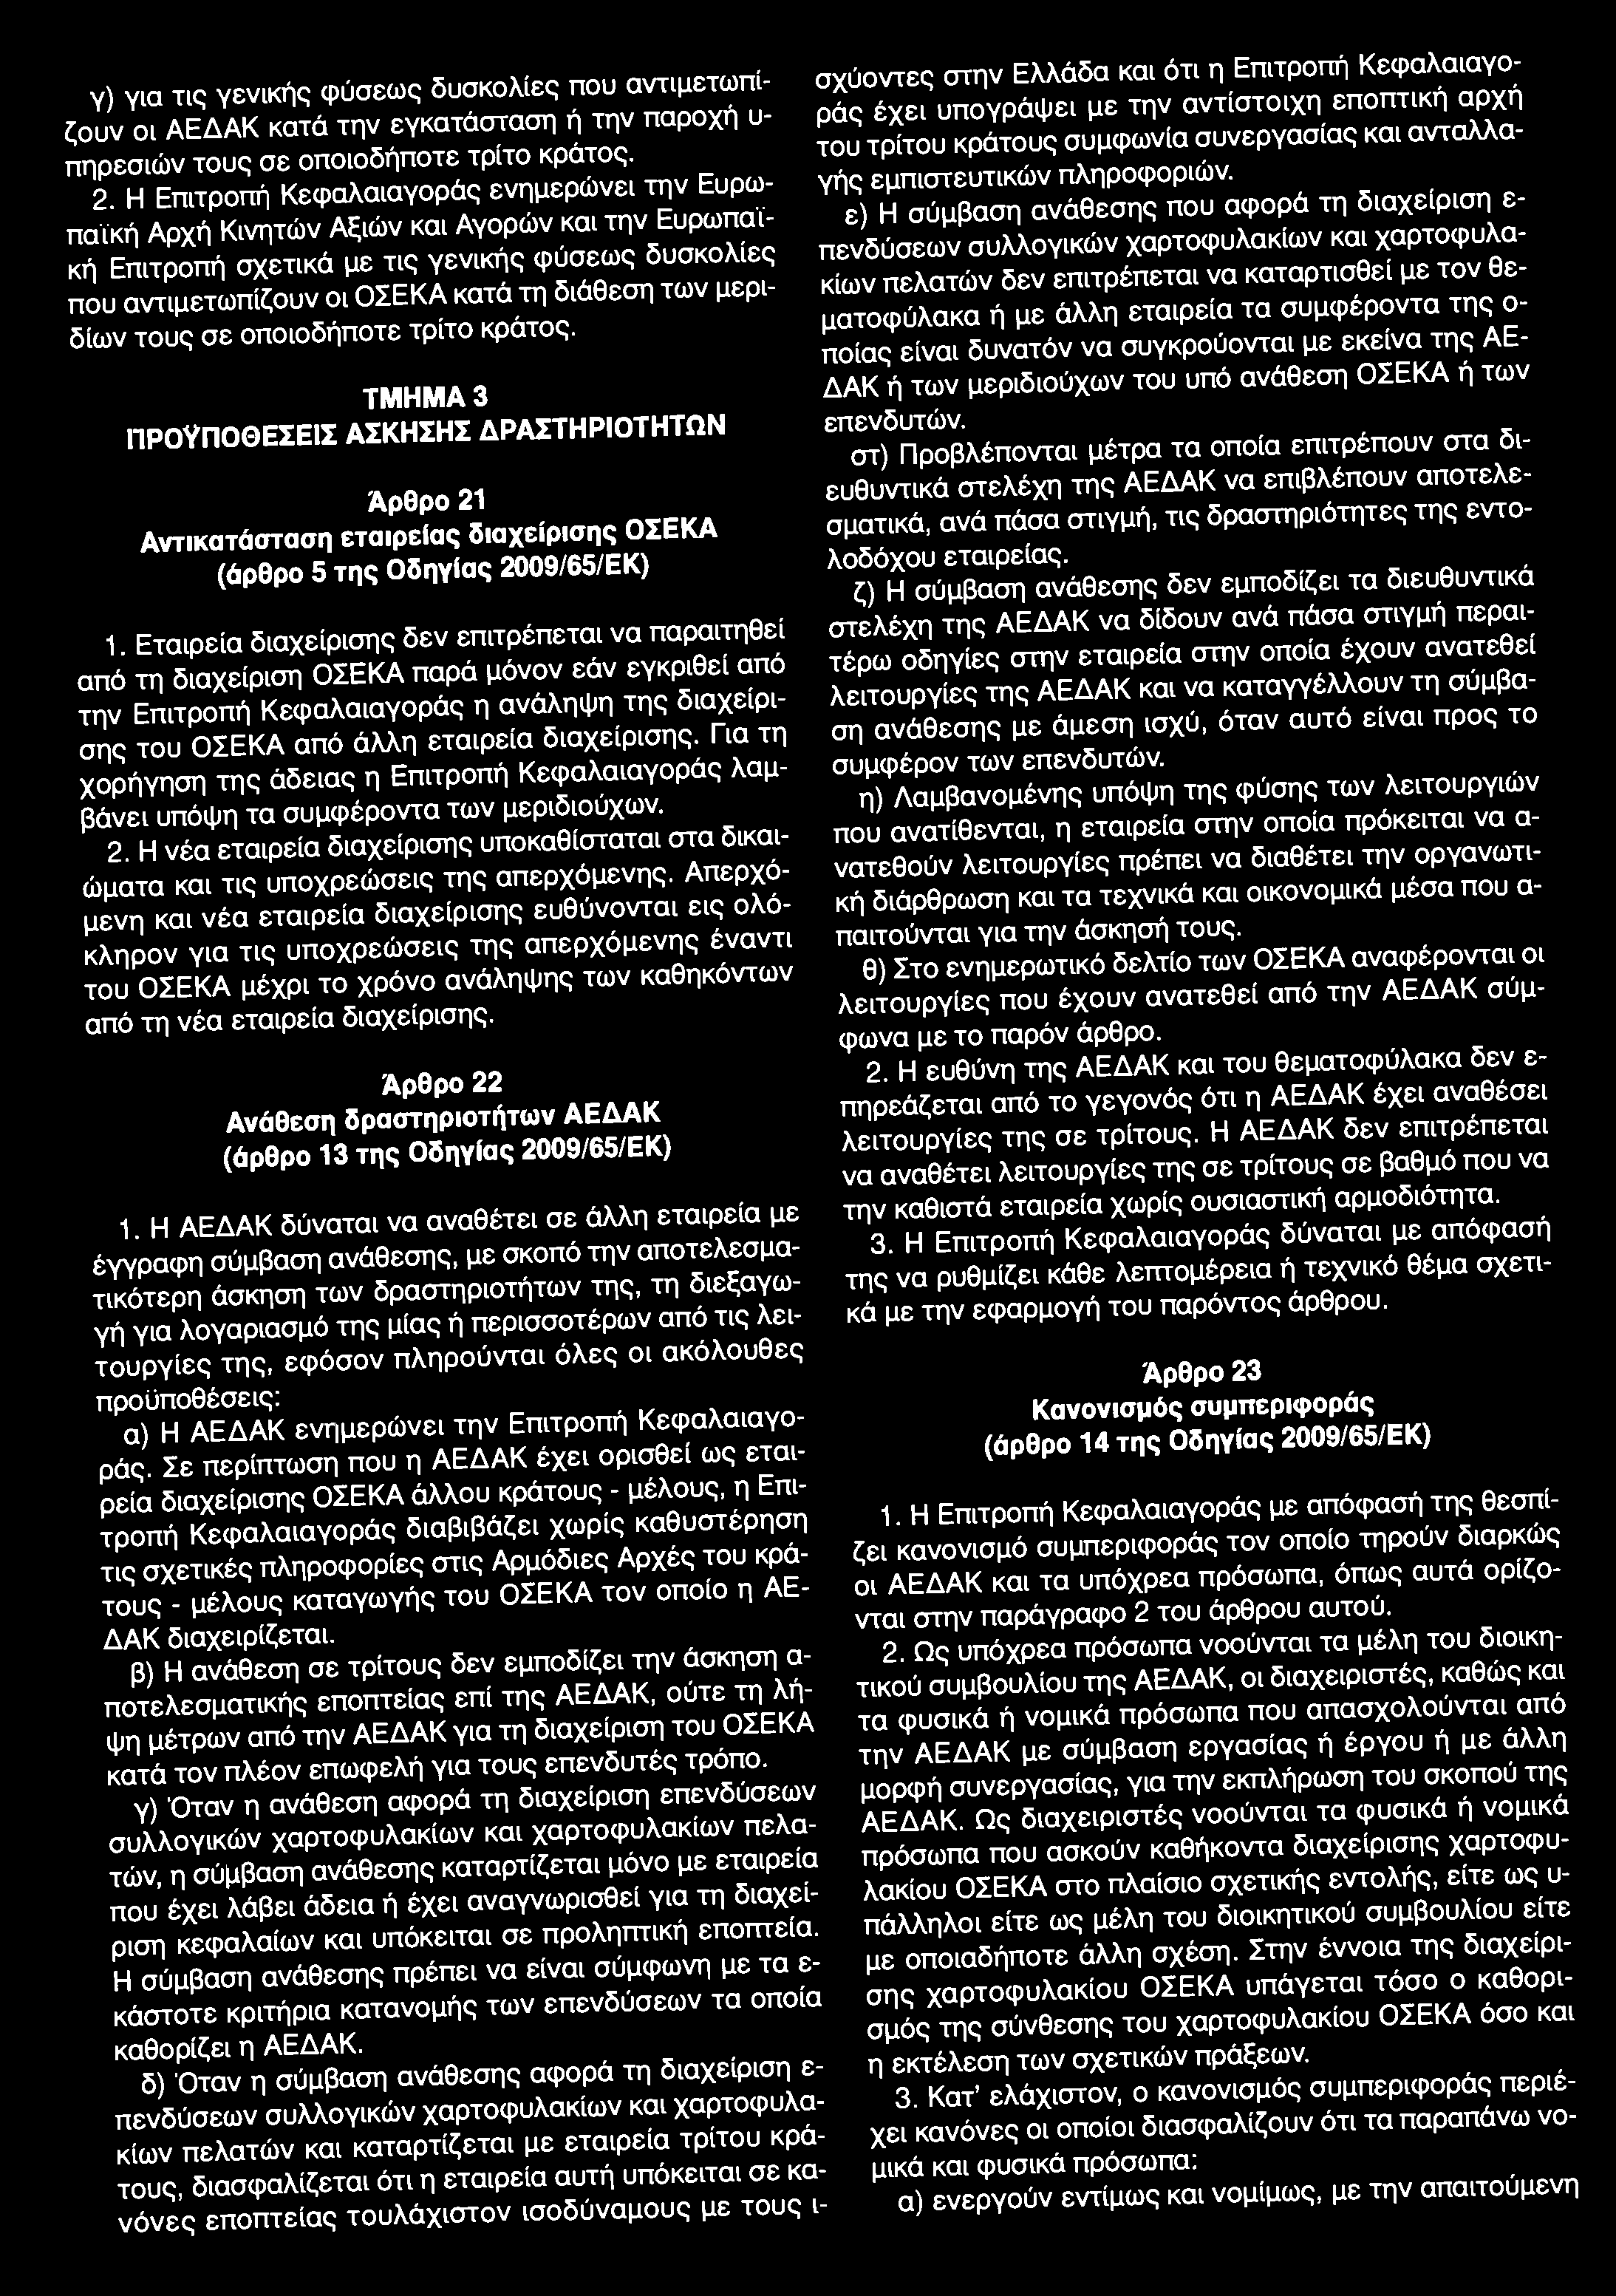 γ) για τις γενικής φύσεως δυσκολίες που αντιμετωπί-
ζουν οι ΑΕΔΑΚ κατά την εγκατάσταση ή την παροχή υ-
πηρεσιών τους σε οποιοδήποτε τρίτο κράτος.
2. Η Επιτροπή Κεφαλαιαγοράς ενημερώνει την Ευρω-
παϊκή Αρχή Κινητών Αξιών και Αγορών και την Ευρωπαϊ-
κή Επιτροπή σχετικά με τις γενικής φύσεως δυσκολίες
που αντιμετωπίζουν οι ΟΣΕΚΑ κατά τη διάθεση των μερι-
δίων τους σε οποιοδήποτε τρίτο κράτος.
ΤΜΗΜΑ 3
ΠΡΟΫΠΟΘΕΣΕΙΣ ΑΣΚΗΣΗΣ ΔΡΑΣΤΗΡΙΟΤΗΤΩΝ
Άρθρο 21
Αντικατάσταση εταιρείας διαχείρισης ΟΣΕΚΑ
(άρθρο 5 της Οδηγίας 2009/65/ΕΚ)
1. Εταιρεία διαχείρισης δεν επιτρέπεται να παραιτηθεί
από τη διαχείριση ΟΣΕΚΑ παρά μόνον εάν εγκριθεί από
την Επιτροπή Κεφαλαιαγοράς η ανάληψη της διαχείρι-
σης του ΟΣΕΚΑ από άλλη εταιρεία διαχείρισης. Για τη
χορήγηση της άδειας η Επιτροπή Κεφαλαιαγοράς λαμ-
βάνει υπόψη τα συμφέροντα των μεριδιούχων.
2. Η νέα εταιρεία διαχείρισης υποκαθίσταται στα δικαι-
ώματα και τις υποχρεώσεις της απερχόμενης. Απερχό-
μενη και νέα εταιρεία διαχείρισης ευθύνονται εις ολό-
κληρον για τις υποχρεώσεις της απερχόμενης έναντι
του ΟΣΕΚΑ μέχρι το χρόνο ανάληψης των καθηκόντων
από τη νέα εταιρεία διαχείρισης.
Άρθρο 22
Ανάθεση δραστηριοτήτων ΑΕΔΑΚ
(άρθρο 13 της Οδηγίας 2009/65/ΕΚ)
1. Η ΑΕΔΑΚ δύναται να αναθέτει σε άλλη εταιρεία με
έγγραφη σύμβαση ανάθεσης, με σκοπό την αποτελεσμα-
τικότερη άσκηση των δραστηριοτήτων της, τη διεξαγω-
γή για λογαριασμό της μίας ή περισσοτέρων από τις λει-
τουργίες της, εφόσον πληρούνται όλες οι ακόλουθες
προϋποθέσεις:
α) Η ΑΕΔΑΚ ενημερώνει την Επιτροπή Κεφαλαιαγο-
ράς. Σε περίπτωση που η ΑΕΔΑΚ έχει ορισθεί ως εται-
ρεία διαχείρισης ΟΣΕΚΑ άλλου κράτους - μέλους, η Επι-
τροπή Κεφαλαιαγοράς διαβιβάζει χωρίς καθυστέρηση
τις σχετικές πληροφορίες στις Αρμόδιες Αρχές του κρά-
τους - μέλους καταγωγής του ΟΣΕΚΑ τον οποίο η ΑΕ-
ΔΑΚ διαχειρίζεται.
β) Η ανάθεση σε τρίτους δεν εμποδίζει την άσκηση α-
ποτελεσματικής εποπτείας επί της ΑΕΔΑΚ, ούτε τη λή-
ψη μέτρων από την ΑΕΔΑΚ για τη διαχείριση του ΟΣΕΚΑ
κατά τον πλέον επωφελή για τους επενδυτές τρόπο.
γ) Όταν η ανάθεση αφορά τη διαχείριση επενδύσεων
συλλογικών χαρτοφυλακίων και χαρτοφυλακίων πελα-
τών, η σύμβαση ανάθεσης καταρτίζεται μόνο με εταιρεία
που έχει λάβει άδεια ή έχει αναγνωρισθεί για τη διαχεί-
ριση κεφαλαίων και υπόκειται σε προληπτική εποπτεία.
Η σύμβαση ανάθεσης πρέπει να είναι σύμφωνη με τα ε-
κάστοτε κριτήρια κατανομής των επενδύσεων τα οποία
καθορίζει η ΑΕΔΑΚ.
δ) Όταν η σύμβαση ανάθεσης αφορά τη διαχείριση ε-
πενδύσεων συλλογικών χαρτοφυλακίων και χαρτοφυλα-
κίων πελατών και καταρτίζεται με εταιρεία τρίτου κρά-
τους, διασφαλίζεται ότι η εταιρεία αυτή υπόκειται σε κα-
νόνες εποπτείας τουλάχιστον ισοδύναμους με τους ι-
σχύοντες στην Ελλάδα και ότι η Επιτροπή Κεφαλαιαγο-
ράς έχει υπογράψει με την αντίστοιχη εποπτική αρχή
του τρίτου κράτους συμφωνία συνεργασίας και ανταλλα-
γής εμπιστευτικών πληροφοριών.
ε) Η σύμβαση ανάθεσης που αφορά τη διαχείριση ε-
πενδύσεων συλλογικών χαρτοφυλακίων και χαρτοφυλα-
κίων πελατών δεν επιτρέπεται να καταρτισθεί με τον θε-
ματοφύλακα ή με άλλη εταιρεία τα συμφέροντα της ο-
ποίας είναι δυνατόν να συγκρούονται με εκείνα της ΑΕ-
ΔΑΚ ή των μεριδιούχων του υπό ανάθεση ΟΣΕΚΑ ή των
επενδυτών.
στ) Προβλέπονται μέτρα τα οποία επιτρέπουν στα δι-
ευθυντικά στελέχη της ΑΕΔΑΚ να επιβλέπουν αποτελε-
σματικά, ανά πάσα στιγμή, τις δραστηριότητες της εντο-
λοδόχου εταιρείας.
ζ) Η σύμβαση ανάθεσης δεν εμποδίζει τα διευθυντικά
στελέχη της ΑΕΔΑΚ να δίδουν ανά πάσα στιγμή περαι-
τέρω οδηγίες στην εταιρεία στην οποία έχουν ανατεθεί
λειτουργίες της ΑΕΔΑΚ και να καταγγέλλουν τη σύμβα-
ση ανάθεσης με άμεση ισχύ, όταν αυτό είναι προς το
συμφέρον των επενδυτών.
η) Λαμβανομένης υπόψη της φύσης των λειτουργιών
που ανατίθενται, η εταιρεία στην οποία πρόκειται να α-
νατεθούν λειτουργίες πρέπει να διαθέτει την οργανωτι-
κή διάρθρωση και τα τεχνικά και οικονομικά μέσα που α-
παιτούνται για την άσκησή τους.
θ) Στο ενημερωτικό δελτίο των ΟΣΕΚΑ αναφέρονται οι
λειτουργίες που έχουν ανατεθεί από την ΑΕΔΑΚ σύμ-
φωνα με το παρόν άρθρο.
2. Η ευθύνη της ΑΕΔΑΚ και του θεματοφύλακα δεν ε-
πηρεάζεται από το γεγονός ότι η ΑΕΔΑΚ έχει αναθέσει
λειτουργίες της σε τρίτους. Η ΑΕΔΑΚ δεν επιτρέπεται
να αναθέτει λειτουργίες της σε τρίτους σε βαθμό που να
την καθιστά εταιρεία χωρίς ουσιαστική αρμοδιότητα.
3. Η Επιτροπή Κεφαλαιαγοράς δύναται με απόφασή
της να ρυθμίζει κάθε λεπτομέρεια ή τεχνικό θέμα σχετι-
κά με την εφαρμογή του παρόντος άρθρου.
Άρθρο 23
Κανονισμός συμπεριφοράς
(άρθρο 14 της Οδηγίας 2009/65/ΕΚ)
1. Η Επιτροπή Κεφαλαιαγοράς με απόφασή της θεσπί-
ζει κανονισμό συμπεριφοράς τον οποίο τηρούν διαρκώς
οι ΑΕΔΑΚ και τα υπόχρεα πρόσωπα, όπως αυτά ορίζο-
νται στην παράγραφο 2 του άρθρου αυτού.
2. Ως υπόχρεα πρόσωπα νοούνται τα μέλη του διοικη-
τικού συμβουλίου της ΑΕΔΑΚ, οι διαχειριστές, καθώς και
τα φυσικά ή νομικά πρόσωπα που απασχολούνται από
την ΑΕΔΑΚ με σύμβαση εργασίας ή έργου ή με άλλη
μορφή συνεργασίας, για την εκπλήρωση του σκοπού της
ΑΕΔΑΚ. Ως διαχειριστές νοούνται τα φυσικά ή νομικά
πρόσωπα που ασκούν καθήκοντα διαχείρισης χαρτοφυ-
λακίου ΟΣΕΚΑ στο πλαίσιο σχετικής εντολής, είτε ως υ-
πάλληλοι είτε ως μέλη του διοικητικού συμβουλίου είτε
με οποιαδήποτε άλλη σχέση. Στην έννοια της διαχείρι-
σης χαρτοφυλακίου ΟΣΕΚΑ υπάγεται τόσο ο καθορι-
σμός της σύνθεσης του χαρτοφυλακίου ΟΣΕΚΑ όσο και
η εκτέλεση των σχετικών πράξεων.
3. Κατ’ ελάχιστον, ο κανονισμός συμπεριφοράς περιέ-
χει κανόνες οι οποίοι διασφαλίζουν ότι τα παραπάνω νο-
μικά και φυσικά πρόσωπα:
α) ενεργούν εντίμως και νομίμως, με την απαιτούμενη